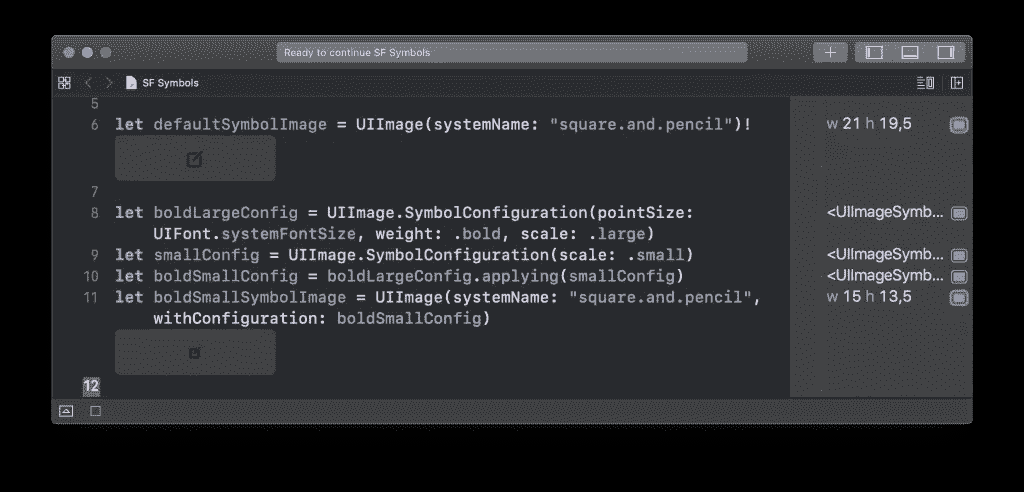 Ready to continue SF Symbols
SF Symbols
5
6 let defaultSymbolImage = UIImage(systemName: "square.and.pencil")! w 21 h 19,5
7
8 let boldLargeConfig = UIImage.SymbolConfiguration(pointSize: <UIImageSymb...
UIFont.systemFontSize, weight: .bold, scale: .large)
9 let smallConfig = UIImage.SymbolConfiguration(scale: .small) <UIImageSymb...
10 let boldSmallConfig = boldLargeConfig.applying(smallConfig) <UIImageSymb...
11 let boldSmallSymbolImage = UIImage(systemName: "square.and.pencil", w 15 h 13,5
withConfiguration: boldSmallConfig)
12